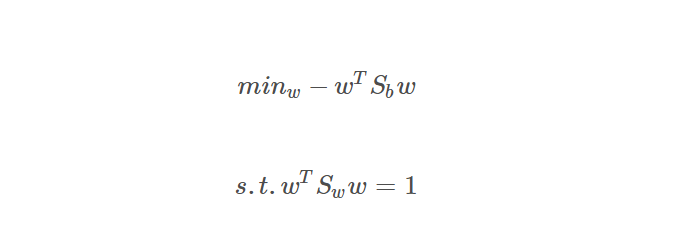 min_w − w^T S_b w
s.t. w^T S_w w = 1